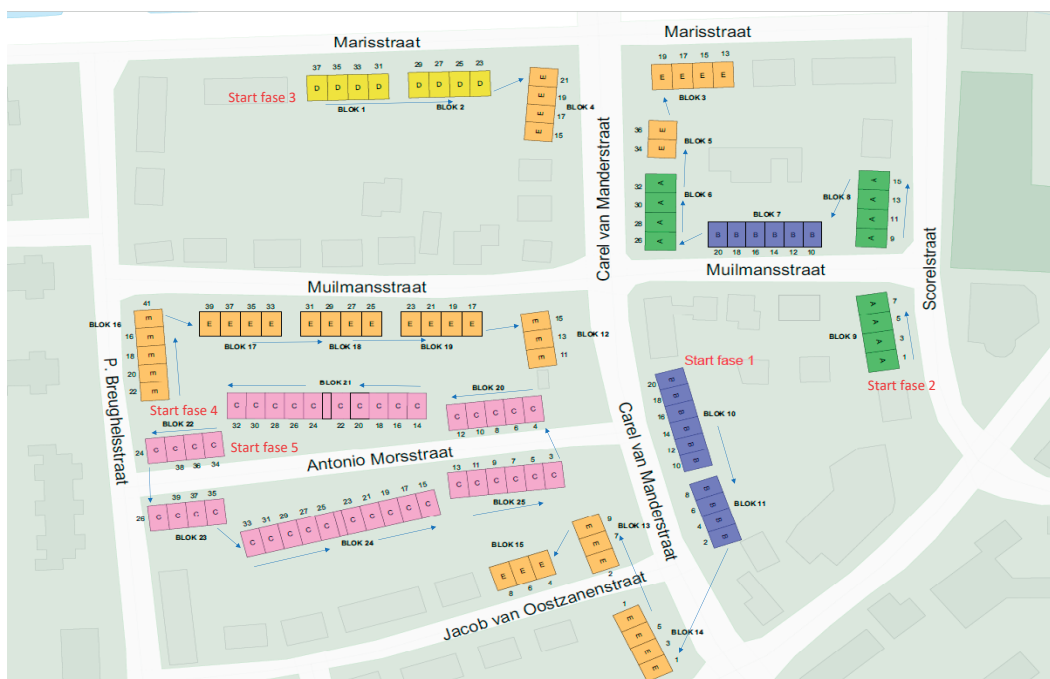 Marisstraat
Marisstraat
37 35 33 31
29 27 25 23
D D D D
D D D D
Start fase 3
BLOK 1
BLOK 2
E E E E
21
19
17
15
BLOK 4
19 17 15 13
E E E E
BLOK 3
36
34
E E
BLOK 5
32
30
28
26
A A A A
BLOK 6
BLOK 7
B B B B B B
20 18 16 14 12 10
BLOK 8
A A A A
15
13
11
9
Carel van Manderstraat
Scorelstraat
Muilmansstraat
Muilmansstraat
41
16
18
20
22
E E E E E
BLOK 16
39 37 35 33
E E E E
BLOK 17
31 29 27 25
E E E E
BLOK 18
23 21 19 17
E E E E
BLOK 19
E E E
15
13
11
BLOK 12
A A A A
7
5
3
1
BLOK 9
Start fase 1
Start fase 2
P. Breughelsstraat
Start fase 4
BLOK 21
C C C C C C C C C C
32 30 28 26 24 22 20 18 16 14
BLOK 20
C C C C C
12 10 8 6 4
20
18
16
14
12
10
B B B B B B
BLOK 10
BLOK 22
24
C C C C
38 36 34
Start fase 5
Antonio Morsstraat
Carel van Manderstraat
13 11 9 7 5 3
C C C C C C
BLOK 25
8
6
4
2
B B B B
BLOK 11
39 37 35
26
C C C C
BLOK 23
33 31 29 27 25 23 21 19 17 15
C C C C C C C C C C
BLOK 24
9
7
2
E E E E
BLOK 13
BLOK 15
E E E
8 6 4
Jacob van Oostzanenstraat
1
5
3
1
E E E E
BLOK 14